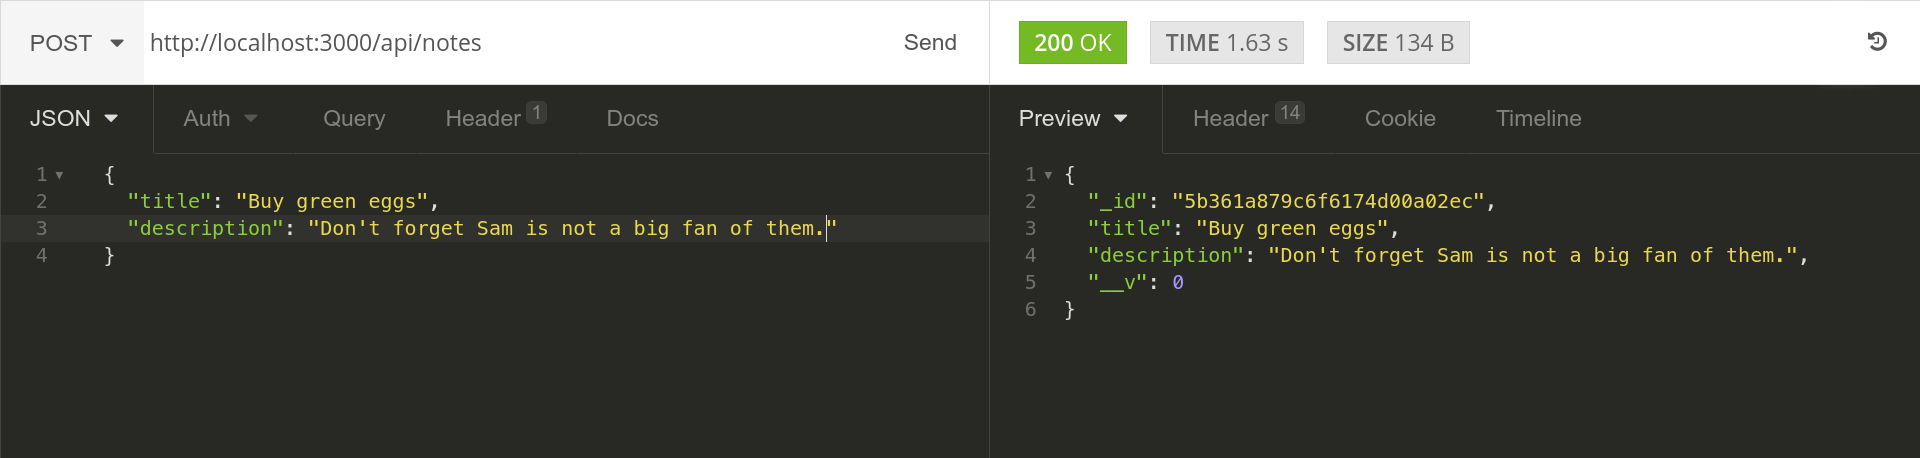 POST http://localhost:3000/api/notes Send
200 OK TIME 1.63 s SIZE 134 B
JSON Auth Query Header 1 Docs
1 {
2 "title": "Buy green eggs",
3 "description": "Don't forget Sam is not a big fan of them."
4 }
Preview Header 14 Cookie Timeline
1 {
2 "_id": "5b361a879c6f6174d00a02ec",
3 "title": "Buy green eggs",
4 "description": "Don't forget Sam is not a big fan of them.",
5 "__v": 0
6 }